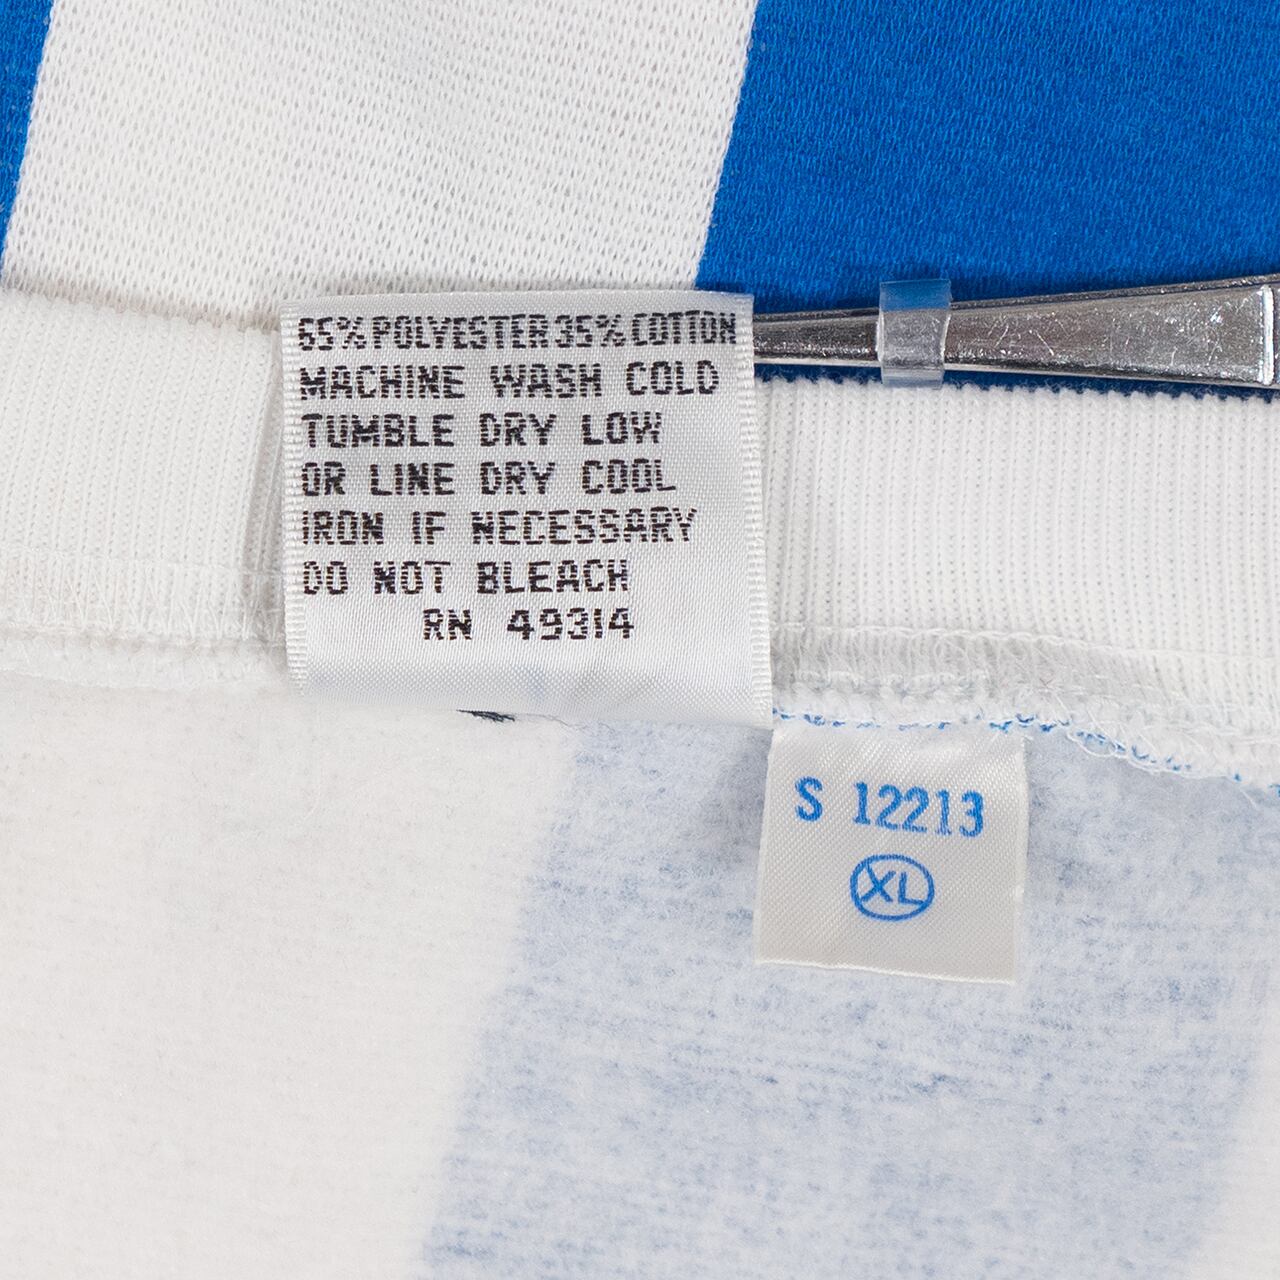 65% POLYESTER 35% COTTON
MACHINE WASH COLD
TUMBLE DRY LOW
OR LINE DRY COOL
IRON IF NECESSARY
DO NOT BLEACH
RN 49314
S 12213
XL